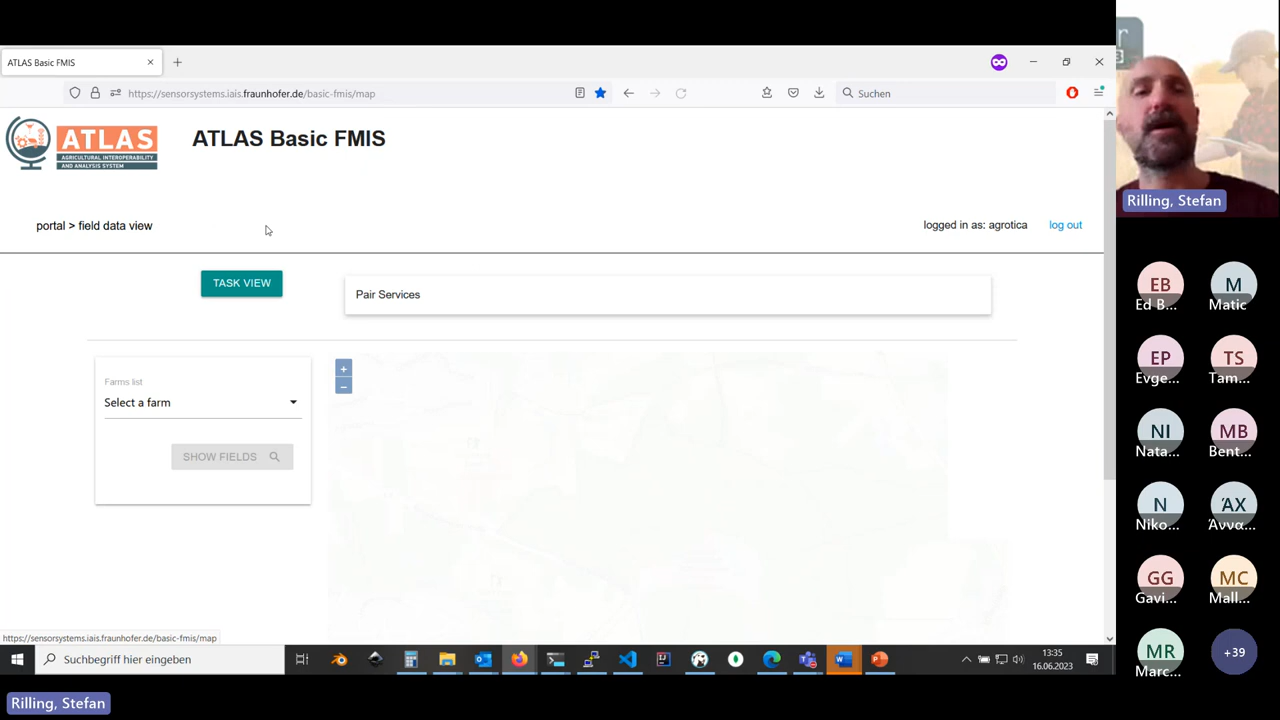 ATLAS Basic FMIS
https://sensorsystems.iais.fraunhofer.de/basic-fmis/map
Suchen
ATLAS
AGRICULTURAL INTEROPERABILITY
AND ANALYSIS SYSTEM
ATLAS Basic FMIS
portal > field data view
logged in as: agrotica
log out
TASK VIEW
Pair Services
Farms list
Select a farm
SHOW FIELDS
+
−
https://sensorsystems.iais.fraunhofer.de/basic-fmis/map
Suchbegriff hier eingeben
13:35
16.06.2023
Rilling, Stefan
Rilling, Stefan
EB
Ed B...
M
Matic
EP
Evge...
TS
Tam...
NI
Nata...
MB
Bent...
N
Niko...
ΆΧ
Άννα...
GG
Gavi...
MC
Mall...
MR
Marc...
+39